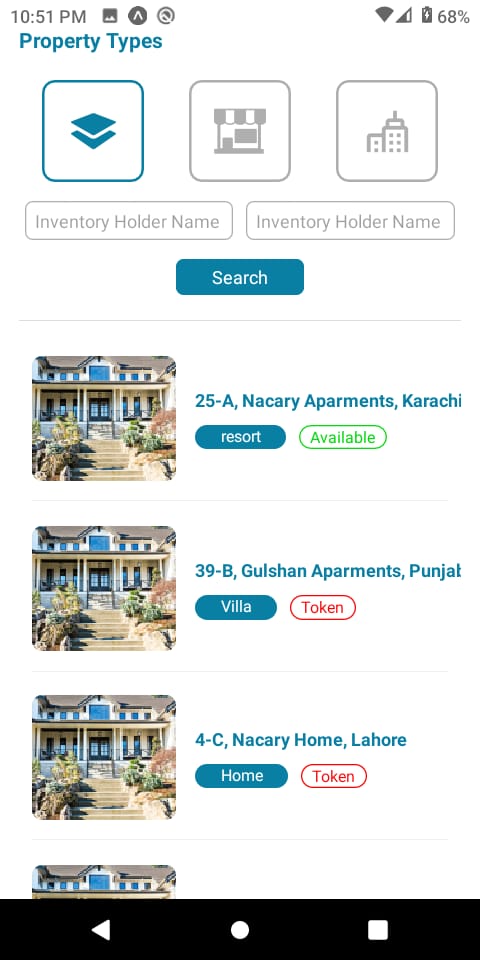 10:51 PM 68%
Property Types
Inventory Holder Name Inventory Holder Name
Search
25-A, Nacary Aparments, Karachi
resort Available
39-B, Gulshan Aparments, Punjab
Villa Token
4-C, Nacary Home, Lahore
Home Token